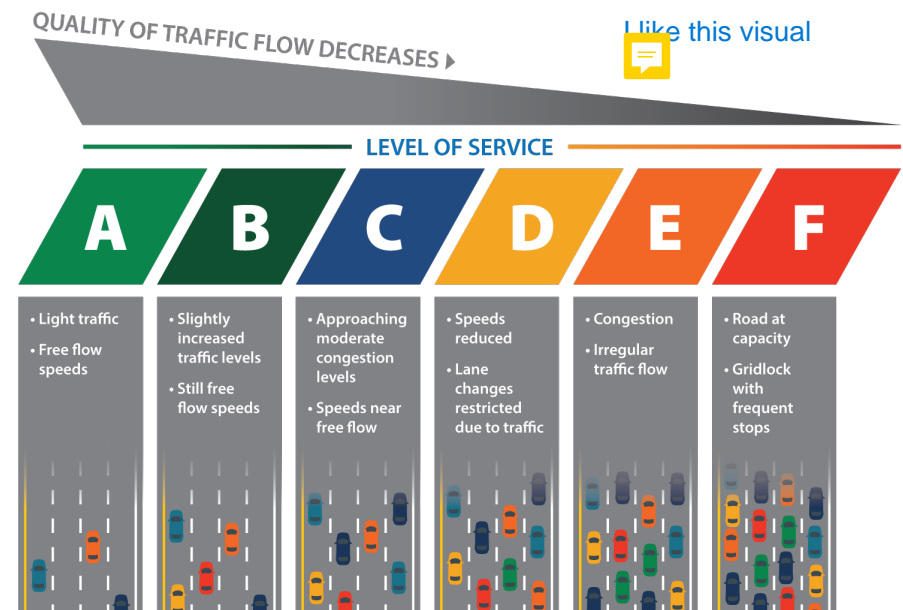 QUALITY OF TRAFFIC FLOW DECREASES
I like this visual
LEVEL OF SERVICE
A
B
C
D
E
F
• Light traffic
• Free flow
speeds
• Slightly
increased
traffic levels
• Still free
flow speeds
• Approaching
moderate
congestion
levels
• Speeds near
free flow
• Speeds
reduced
• Lane
changes
restricted
due to traffic
• Congestion
• Irregular
traffic flow
• Road at
capacity
• Gridlock
with
frequent
stops